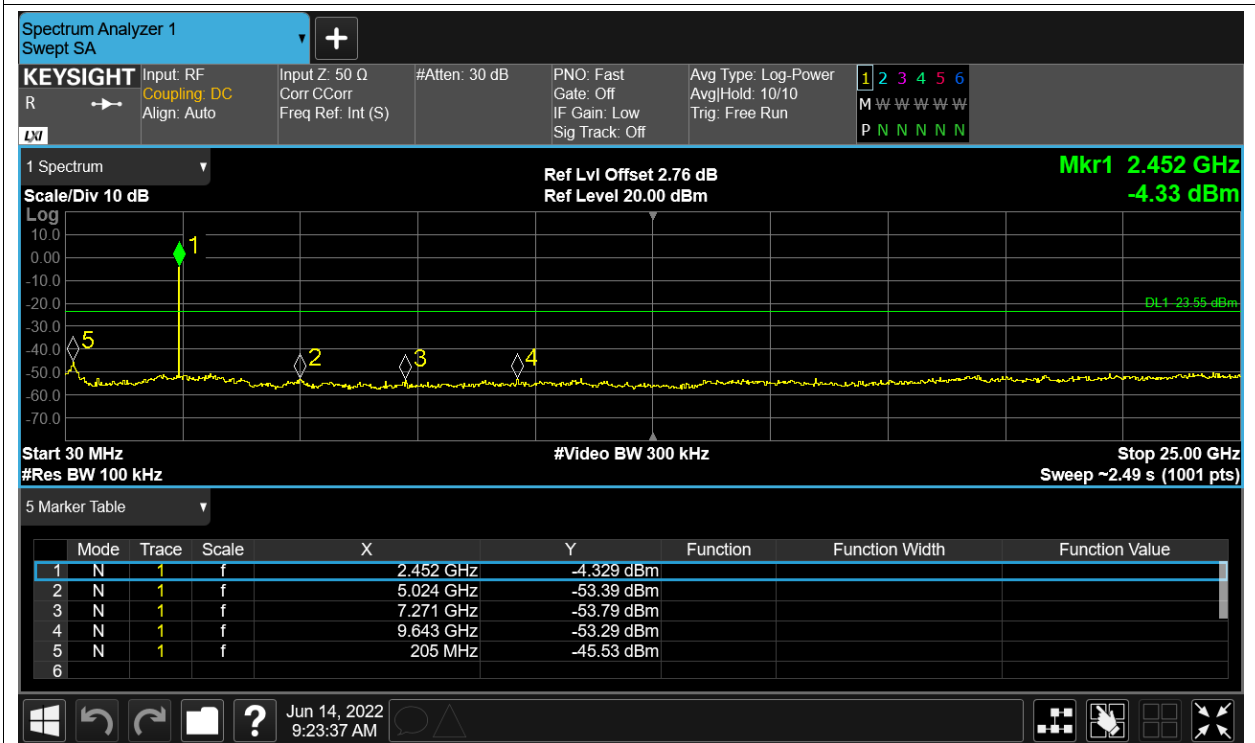 Spectrum Analyzer 1
Swept SA
KEYSIGHT
R
LXI
Input: RF
Coupling: DC
Align: Auto
Input Z: 50 Ω
Corr CCorr
Freq Ref: Int (S)
#Atten: 30 dB
PNO: Fast
Gate: Off
IF Gain: Low
Sig Track: Off
Avg Type: Log-Power
Avg|Hold: 10/10
Trig: Free Run
1 2 3 4 5 6
M W W W W W
P N N N N N
1 Spectrum
Scale/Div 10 dB
Ref Lvl Offset 2.76 dB
Ref Level 20.00 dBm
Mkr1 2.452 GHz
-4.33 dBm
Log
10.0
0.00
-10.0
-20.0
-30.0
-40.0
-50.0
-60.0
-70.0
1
5
2
3
4
DL1 -23.55 dBm
Start 30 MHz
#Video BW 300 kHz
Stop 25.00 GHz
#Res BW 100 kHz
Sweep ~2.49 s (1001 pts)
5 Marker Table
Mode Trace Scale X Y Function Function Width Function Value
1 N 1 f 2.452 GHz -4.329 dBm
2 N 1 f 5.024 GHz -53.39 dBm
3 N 1 f 7.271 GHz -53.79 dBm
4 N 1 f 9.643 GHz -53.29 dBm
5 N 1 f 205 MHz -45.53 dBm
6
?
Jun 14, 2022
9:23:37 AM